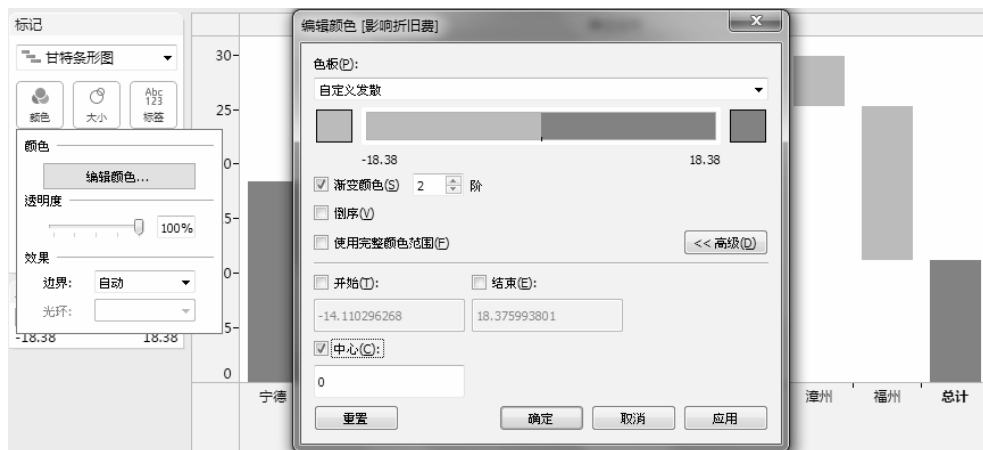 标记
甘特条形图
颜色
大小
Abc
123
标签
颜色
编辑颜色...
透明度
100%
效果
边界:
自动
光环:
-18.38
18.38
30
25
0
5
0
5
0
宁德
编辑颜色 [影响折旧费]
色板(P):
自定义发散
-18.38
18.38
渐变颜色(S)
2
阶
倒序(V)
使用完整颜色范围(F)
<< 高级(D)
开始(T):
结束(E):
-14.110296268
18.375993801
中心(C):
0
重置
确定
取消
应用
漳州
福州
总计